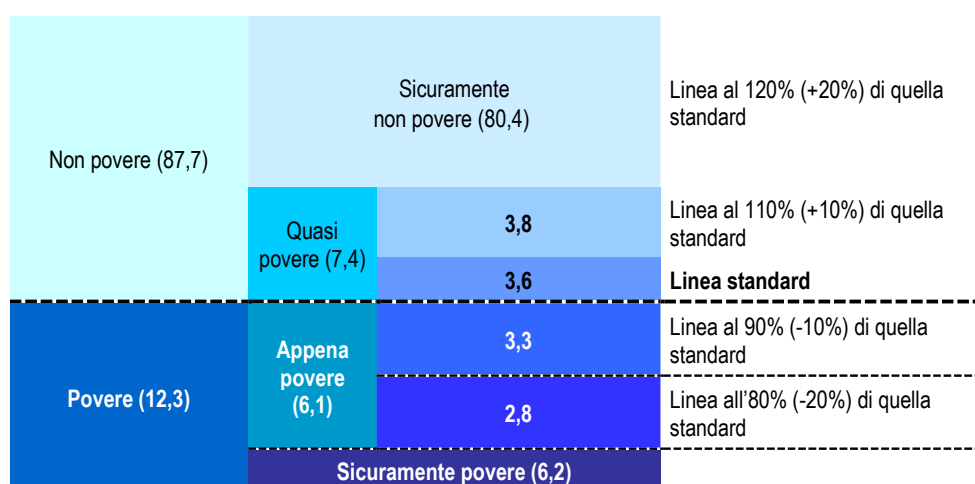 Non povere (87,7)
Sicuramente
non povere (80,4)
Linea al 120% (+20%) di quella
standard
Quasi
povere (7,4)
3,8
Linea al 110% (+10%) di quella
standard
3,6
Linea standard
Povere (12,3)
Appena
povere
(6,1)
3,3
Linea al 90% (-10%) di quella
standard
2,8
Linea all’80% (-20%) di quella
standard
Sicuramente povere (6,2)